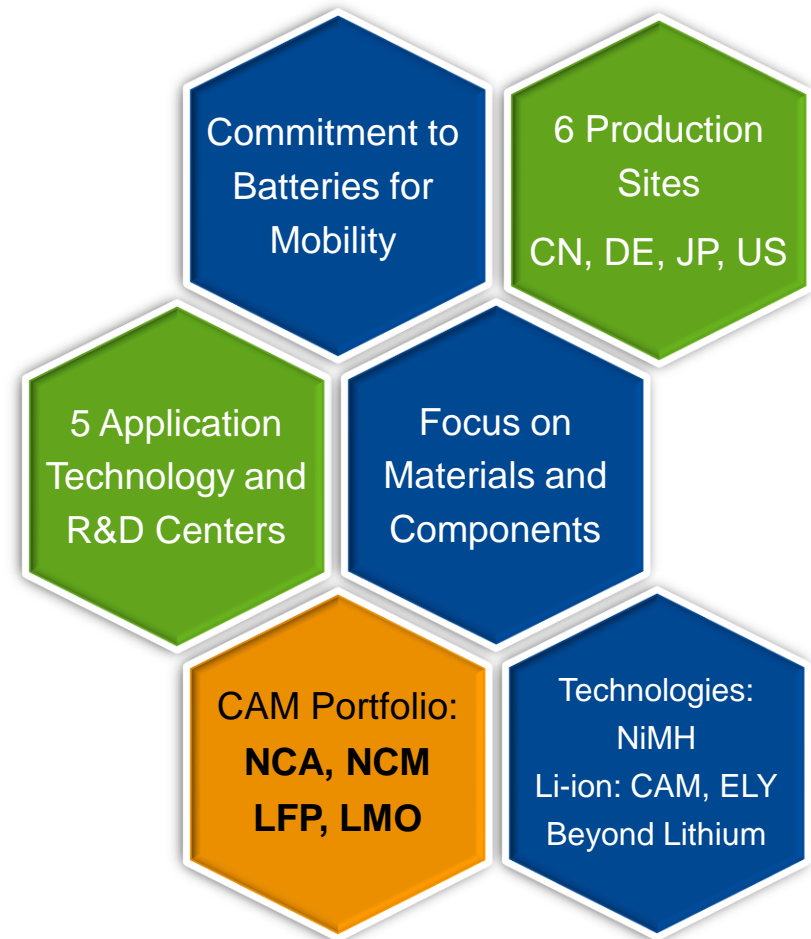 Commitment to
Batteries for
Mobility
6 Production
Sites
CN, DE, JP, US
5 Application
Technology and
R&D Centers
Focus on
Materials and
Components
CAM Portfolio:
NCA, NCM
LFP, LMO
Technologies:
NiMH
Li-ion: CAM, ELY
Beyond Lithium